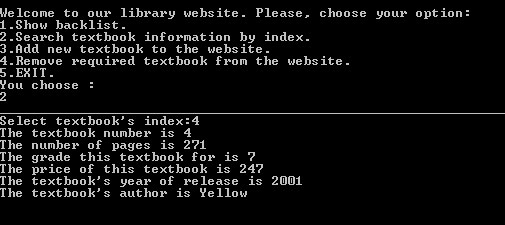 Welcome to our library website. Please, choose your option:
1.Show backlist.
2.Search textbook information by index.
3.Add new textbook to the website.
4.Remove required textbook from the website.
5.EXIT.
You choose :
2
Select textbook's index:4
The textbook number is 4
The number of pages is 271
The grade this textbook for is 7
The price of this textbook is 247
The textbook's year of release is 2001
The textbook's author is Yellow